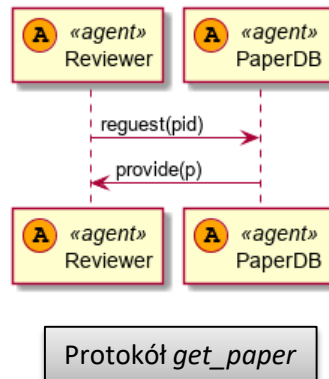 A «agent» Reviewer
A «agent» PaperDB
reguest(pid)
provide(p)
A «agent» Reviewer
A «agent» PaperDB
Protokół get_paper